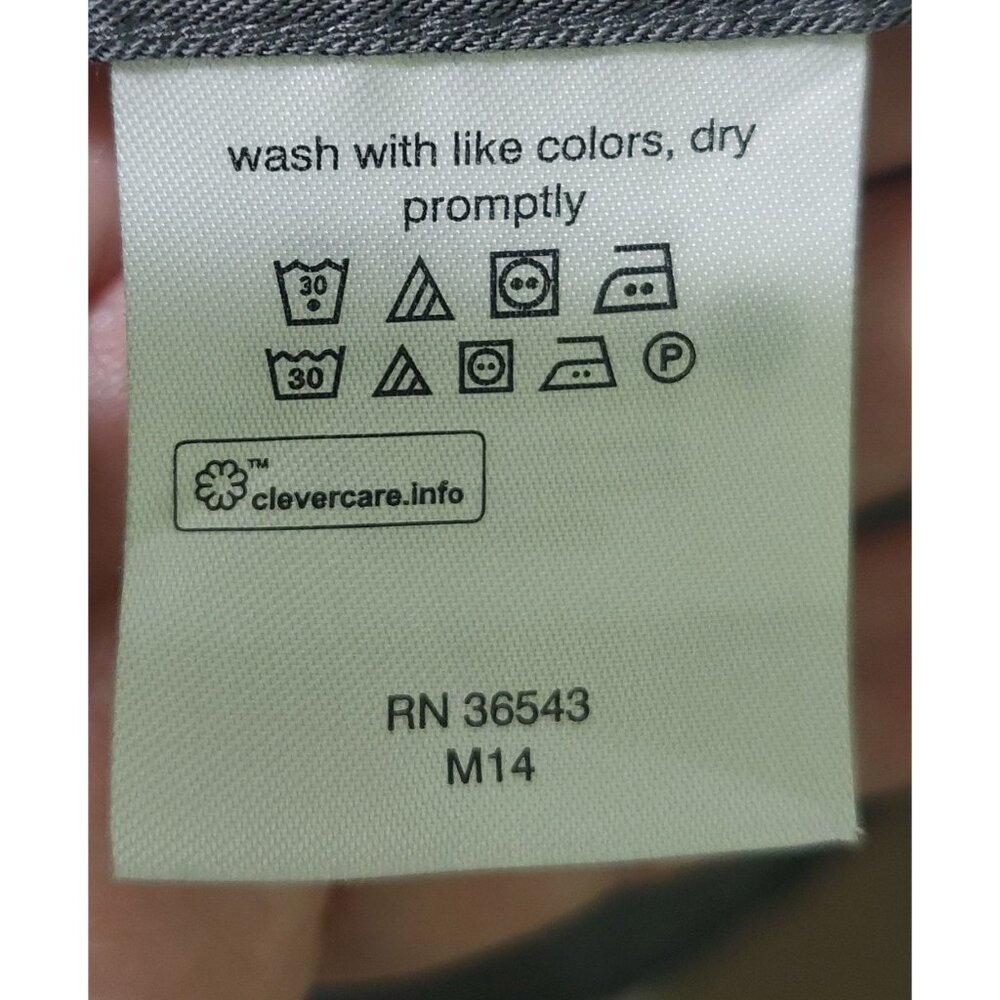 wash with like colors, dry
promptly
30
30 P
™
clevercare.info
RN 36543
M14